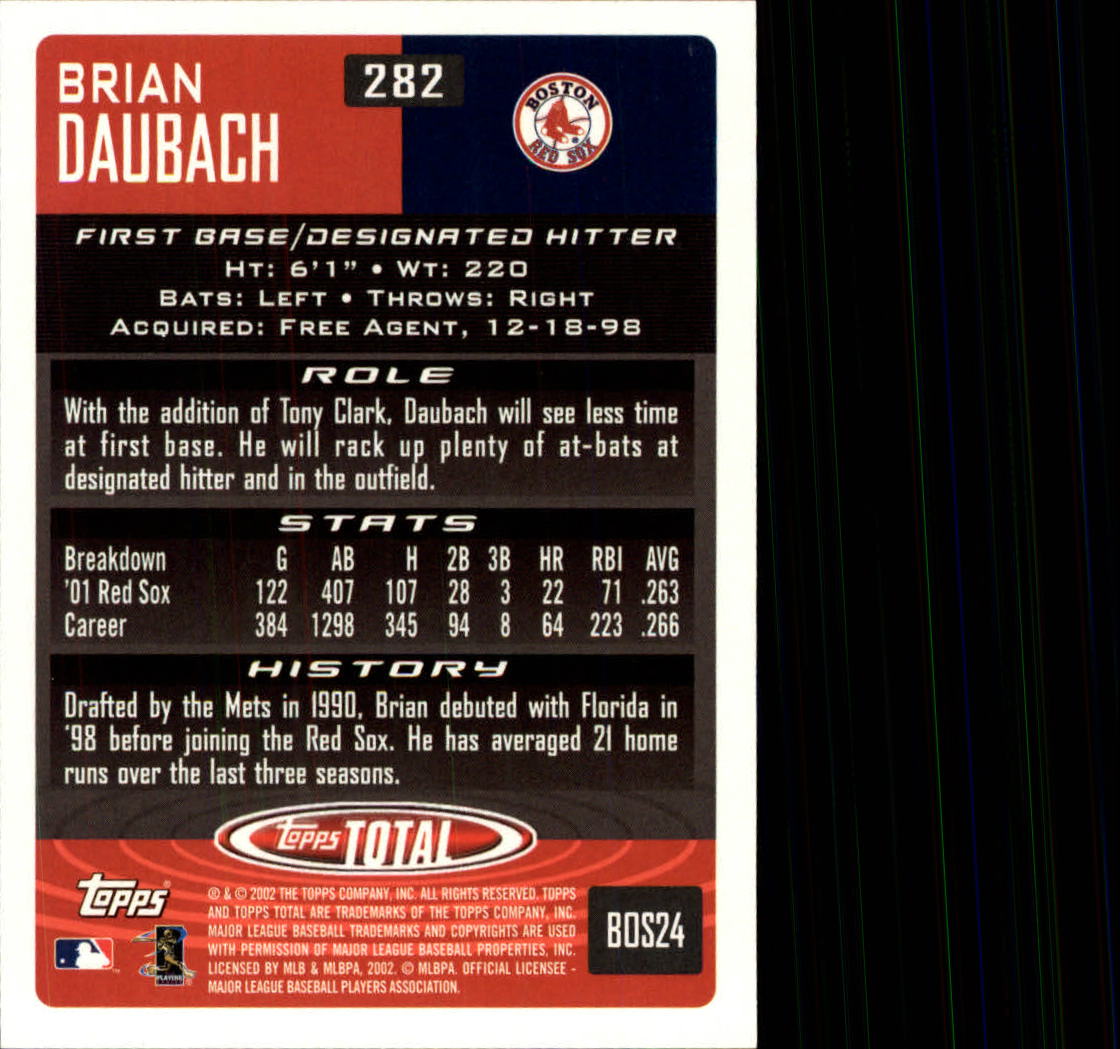 BRIAN
DAUBACH
282
BOSTON
RED SOX
FIRST BASE/DESIGNATED HITTER
HT: 6'1" • WT: 220
BATS: LEFT • THROWS: RIGHT
ACQUIRED: FREE AGENT, 12-18-98
ROLE
With the addition of Tony Clark, Daubach will see less time
at first base. He will rack up plenty of at-bats at
designated hitter and in the outfield.
STATS
Breakdown G AB H 2B 3B HR RBI AVG
'01 Red Sox 122 407 107 28 3 22 71 .263
Career 384 1298 345 94 8 64 223 .266
HISTORY
Drafted by the Mets in 1990, Brian debuted with Florida in
'98 before joining the Red Sox. He has averaged 21 home
runs over the last three seasons.
topps TOTAL
topps®
® & © 2002 THE TOPPS COMPANY, INC. ALL RIGHTS RESERVED. TOPPS
AND TOPPS TOTAL ARE TRADEMARKS OF THE TOPPS COMPANY, INC.
MAJOR LEAGUE BASEBALL TRADEMARKS AND COPYRIGHTS ARE USED
WITH PERMISSION OF MAJOR LEAGUE BASEBALL PROPERTIES, INC.
LICENSED BY MLB & MLBPA, 2002. © MLBPA. OFFICIAL LICENSEE -
MAJOR LEAGUE BASEBALL PLAYERS ASSOCIATION.
BOS24
PLAYERS